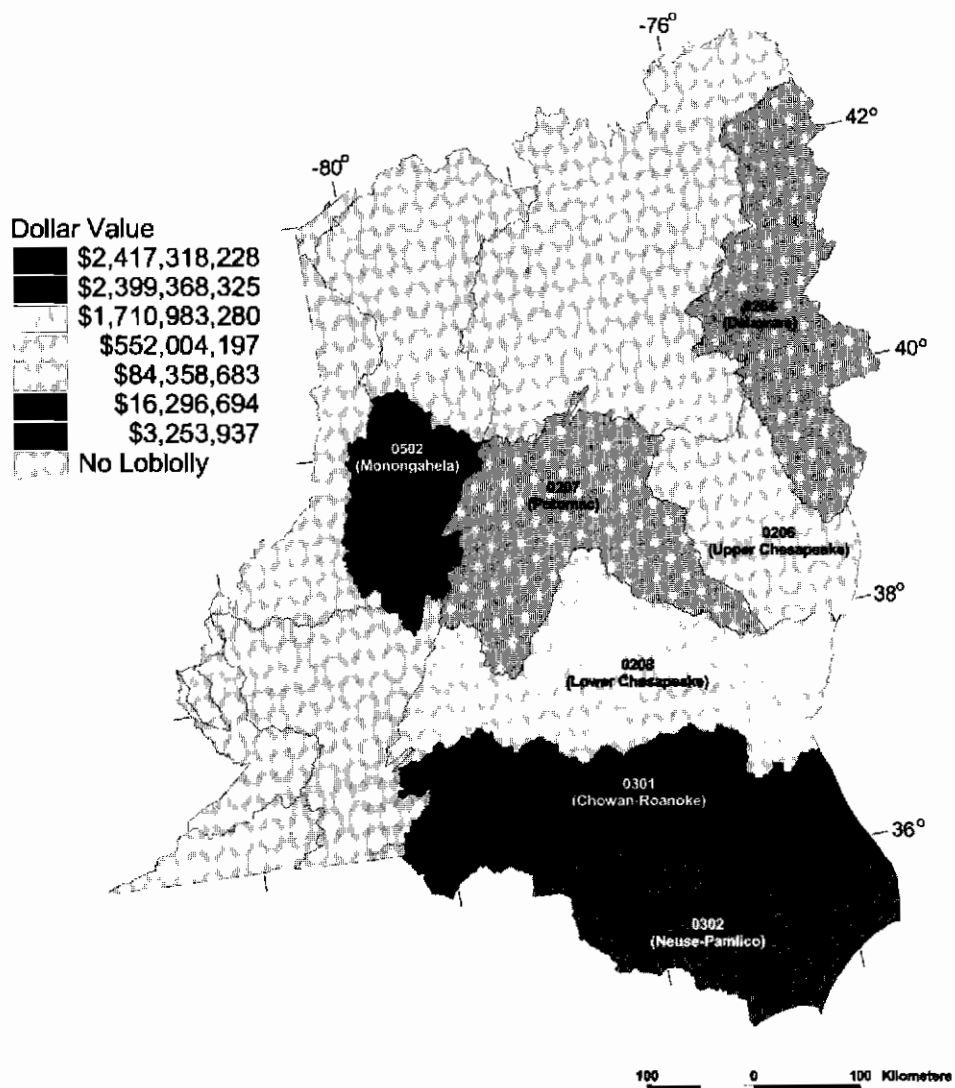 -76°
42°
-80°
Dollar Value
$2,417,318,228
$2,399,368,325
$1,710,983,280
$552,004,197
$84,358,683
$16,296,694
$3,253,937
No Loblolly
0204
(Delaware)
40°
0502
(Monongahela)
0207
(Potomac)
0206
(Upper Chesapeake)
38°
0208
(Lower Chesapeake)
0301
(Chowan-Roanoke)
36°
0302
(Neuse-Pamlico)
100 0 100 Kilometers